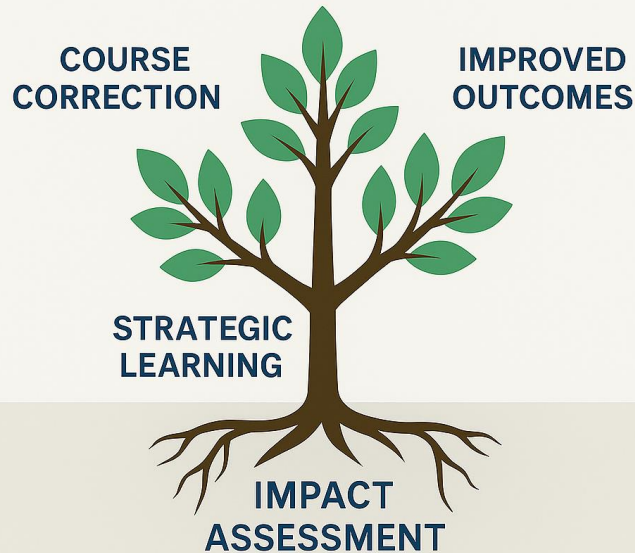 COURSE
CORRECTION
IMPROVED
OUTCOMES
STRATEGIC
LEARNING
IMPACT
ASSESSMENT